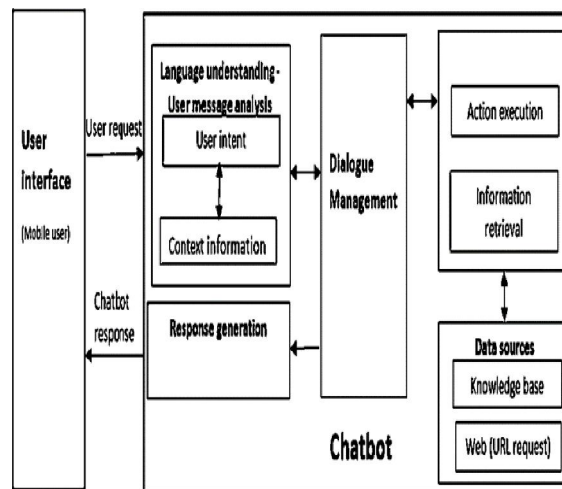 User
interface
(Mobile user)
User request
Chatbot
response
Language understanding -
User message analysis
User intent
Context information
Response generation
Dialogue
Management
Action execution
Information
retrieval
Data sources
Knowledge base
Web (URL request)
Chatbot